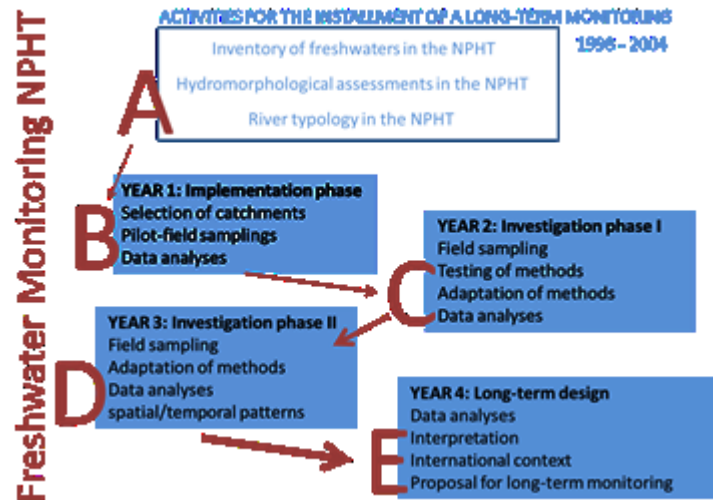 Freshwater Monitoring NPHT
ACTIVITIES FOR THE INSTALLMENT OF A LONG-TERM MONITORING
1996 - 2004
A
Inventory of freshwaters in the NPHT
Hydromorphological assessments in the NPHT
River typology in the NPHT
B
YEAR 1: Implementation phase
Selection of catchments
Pilot-field samplings
Data analyses
C
YEAR 2: Investigation phase I
Field sampling
Testing of methods
Adaptation of methods
Data analyses
D
YEAR 3: Investigation phase II
Field sampling
Adaptation of methods
Data analyses
spatial/temporal patterns
E
YEAR 4: Long-term design
Data analyses
Interpretation
International context
Proposal for long-term monitoring